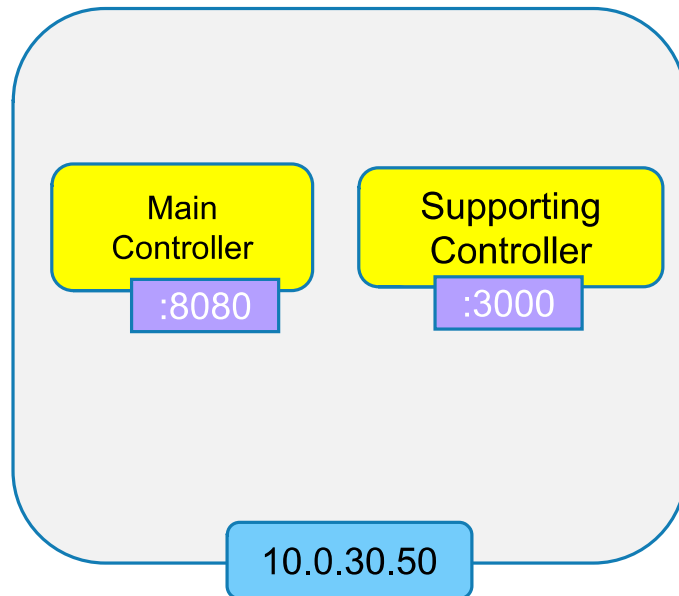 Main
Controller
:8080
Supporting
Controller
:3000
10.0.30.50